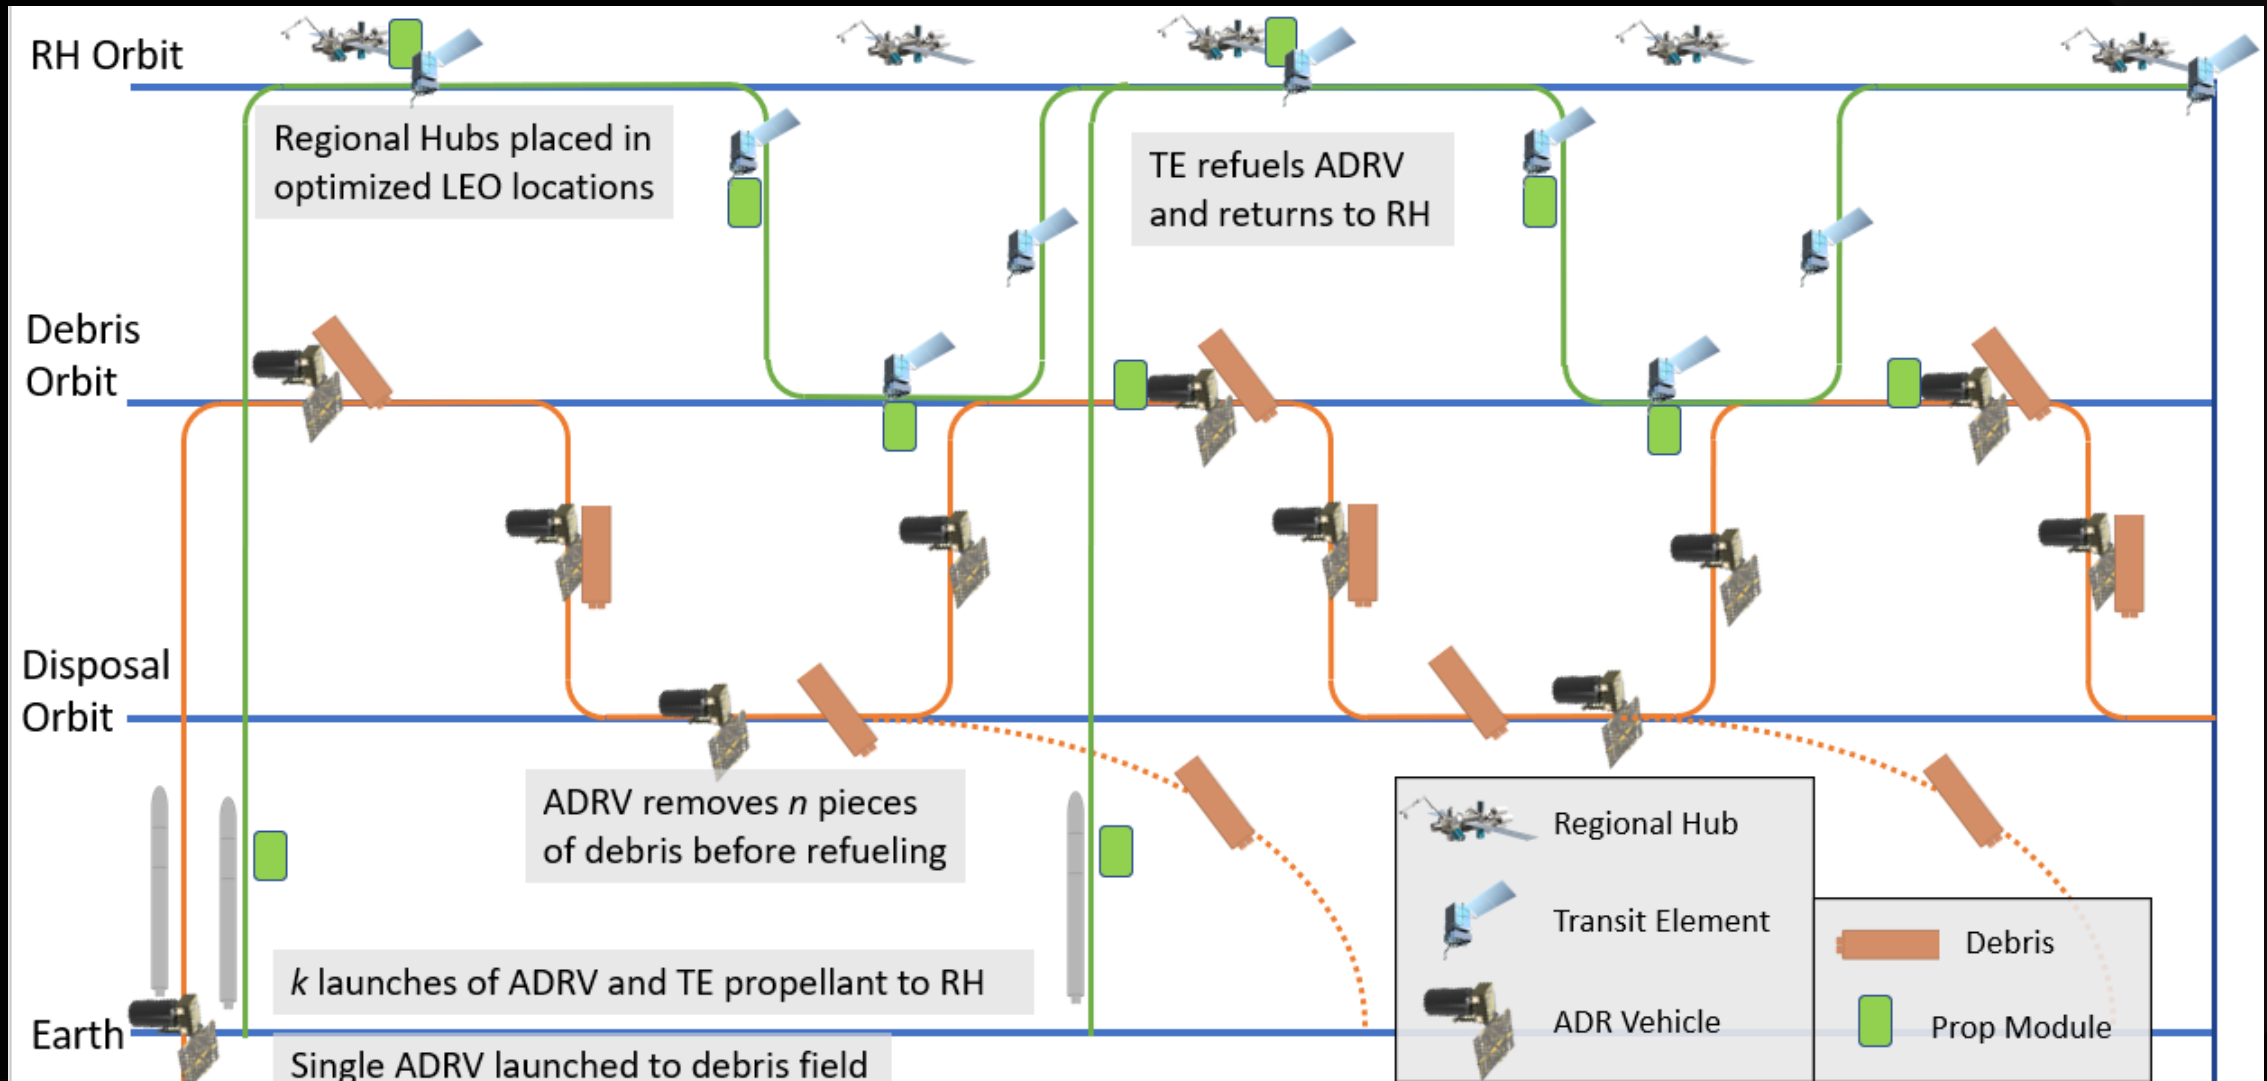 RH Orbit
Regional Hubs placed in
optimized LEO locations
TE refuels ADRV
and returns to RH
Debris
Orbit
Disposal
Orbit
ADRV removes n pieces
of debris before refueling
k launches of ADRV and TE propellant to RH
Earth
Single ADRV launched to debris field
Regional Hub
Transit Element
ADR Vehicle
Debris
Prop Module